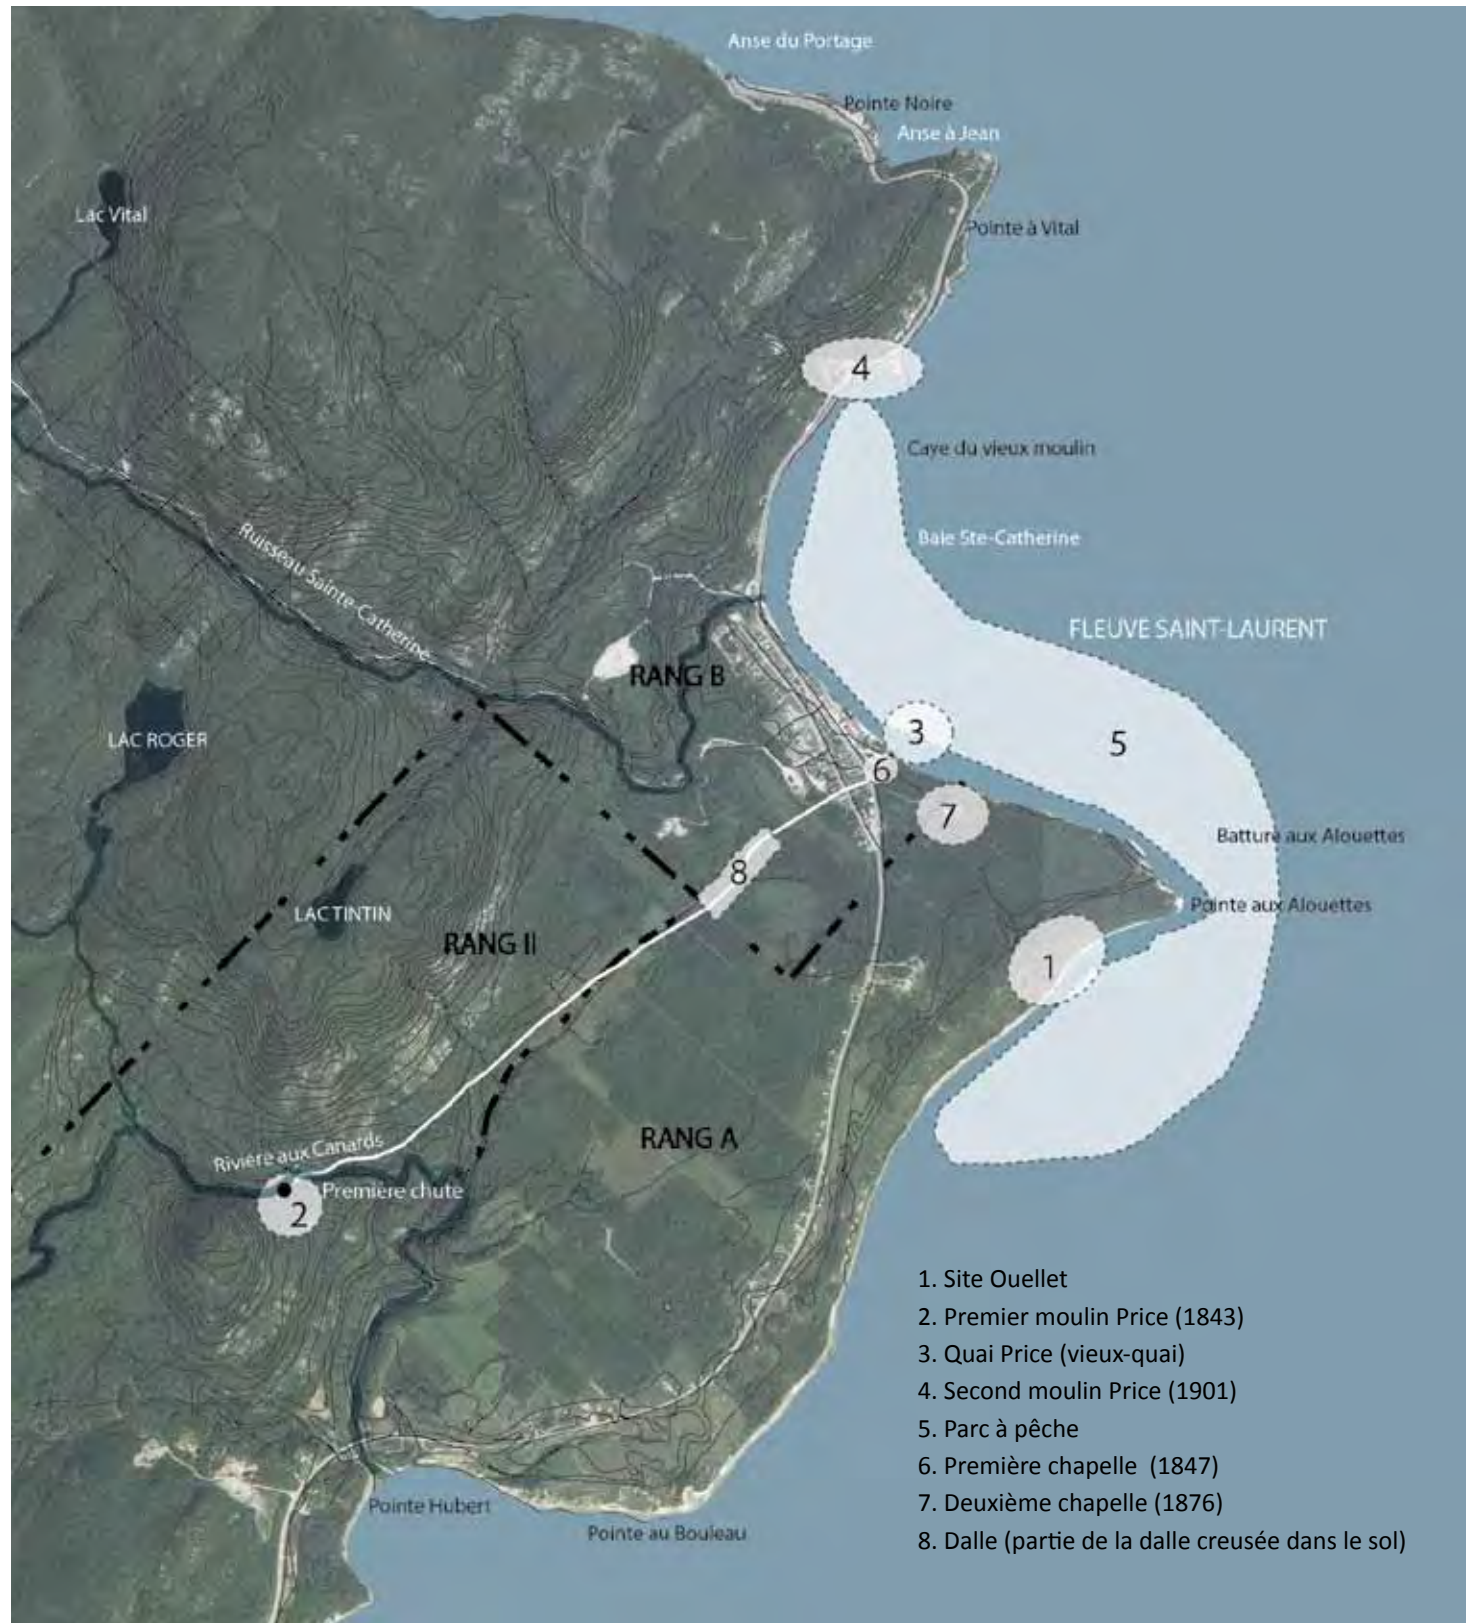 Anse du Portage
Pointe Noire
Anse à Jean
Lac Vital
Pointe à Vital
4
Caye du vieux moulin
Ruisseau Sainte-Catherine
Baie Ste-Catherine
FLEUVE SAINT-LAURENT
RANG B
LAC ROGER
3
5
6
7
Batture aux Alouettes
8
Pointe aux Alouettes
LAC TINTIN
RANG II
1
RANG A
Rivière aux Canards
Première chute
2
1. Site Ouellet
2. Premier moulin Price (1843)
3. Quai Price (vieux-quai)
4. Second moulin Price (1901)
5. Parc à pêche
6. Première chapelle (1847)
7. Deuxième chapelle (1876)
8. Dalle (partie de la dalle creusée dans le sol)
Pointe Hubert
Pointe au Bouleau